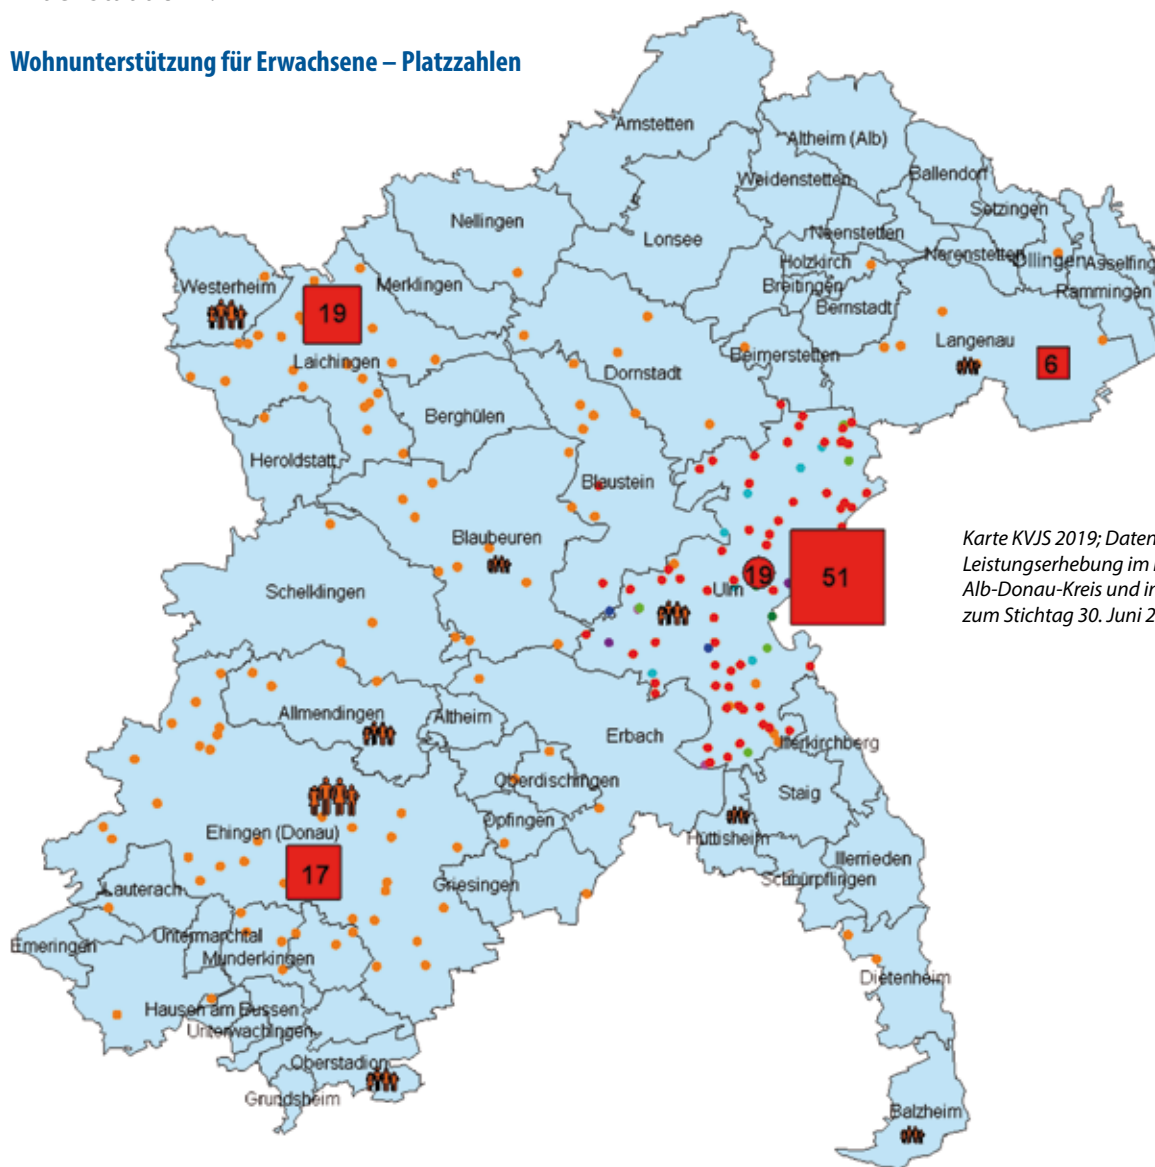 Wohnunterstützung für Erwachsene – Platzzahlen
Amstetten
Altheim (Alb)
Ballendorf
Weidenstetten
Setzingen
Nellingen
Neenstetten
Lonsee
Nerenstetten
Holzkirch
Öllingen
Asselfing
Westerheim
Merklingen
Breitingen
Rammingen
Bernstadt
19
Langenau
Laichingen
Beimerstetten
6
Dornstadt
Berghülen
Heroldstatt
Blaustein
Blaubeuren
Karte KVJS 2019; Daten
Leistungserhebung im
Alb-Donau-Kreis und
zum Stichtag 30. Juni 2
19
51
Ulm
Schelklingen
Allmendingen
Altheim
Erbach
Illerkirchberg
Oberdischingen
Staig
Öpfingen
Ehingen (Donau)
Hüttisheim
Illerrieden
17
Griesingen
Schnürpflingen
Lauterach
Untermarchtal
Emeringen
Munderkingen
Dietenheim
Hausen am Bussen
Unterwachingen
Oberstadion
Grundsheim
Balzheim